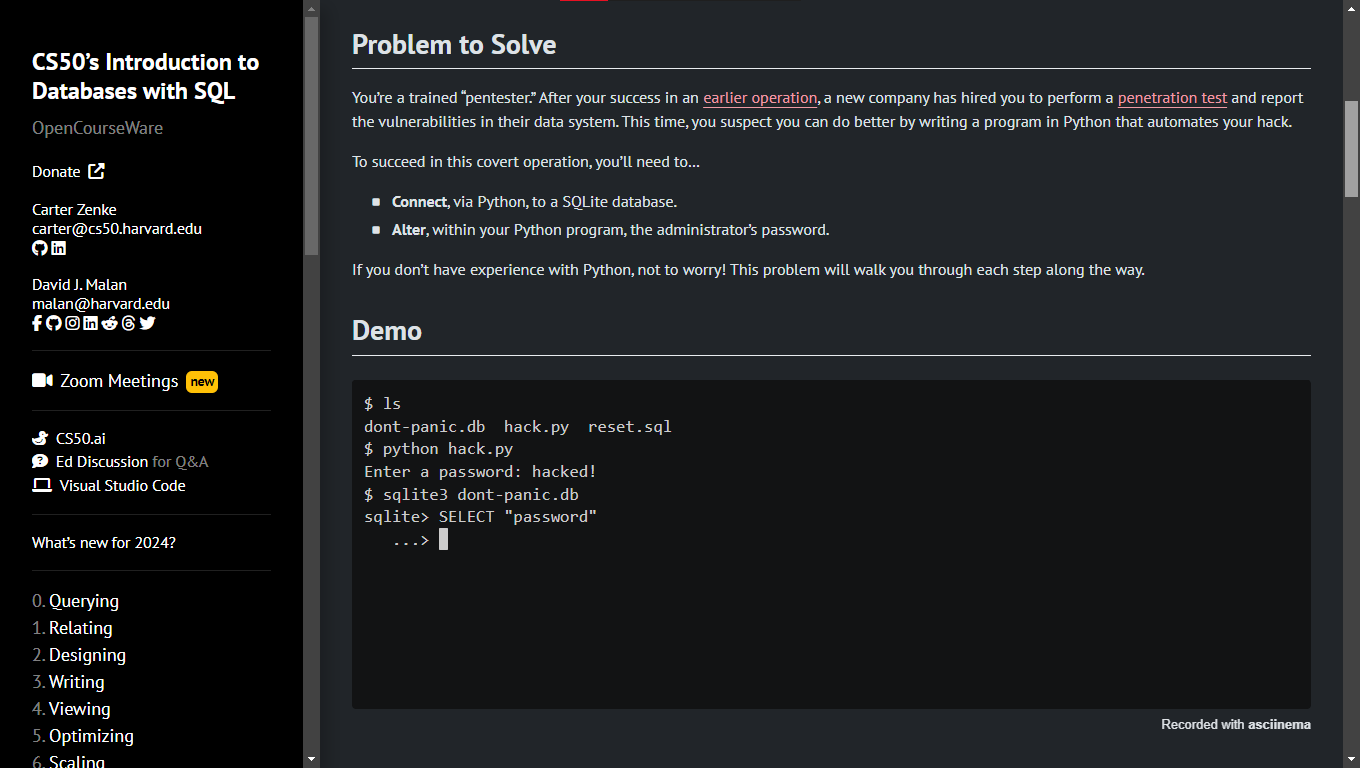 CS50’s Introduction to
Databases with SQL
OpenCourseWare
Donate
Carter Zenke
carter@cs50.harvard.edu
David J. Malan
malan@harvard.edu
Zoom Meetings new
CS50.ai
Ed Discussion for Q&A
Visual Studio Code
What’s new for 2024?
0. Querying
1. Relating
2. Designing
3. Writing
4. Viewing
5. Optimizing
6. Scaling
Problem to Solve
You’re a trained “pentester.” After your success in an earlier operation, a new company has hired you to perform a penetration test and report
the vulnerabilities in their data system. This time, you suspect you can do better by writing a program in Python that automates your hack.
To succeed in this covert operation, you’ll need to…
Connect, via Python, to a SQLite database.
Alter, within your Python program, the administrator’s password.
If you don’t have experience with Python, not to worry! This problem will walk you through each step along the way.
Demo
$ ls
dont-panic.db  hack.py  reset.sql
$ python hack.py
Enter a password: hacked!
$ sqlite3 dont-panic.db
sqlite> SELECT "password"
...>
Recorded with asciinema